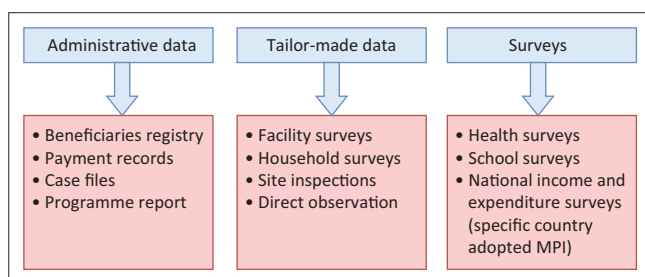 Administrative data
• Beneficiaries registry
• Payment records
• Case files
• Programme report
Tailor-made data
• Facility surveys
• Household surveys
• Site inspections
• Direct observation
Surveys
• Health surveys
• School surveys
• National income and
expenditure surveys
(specific country
adopted MPI)